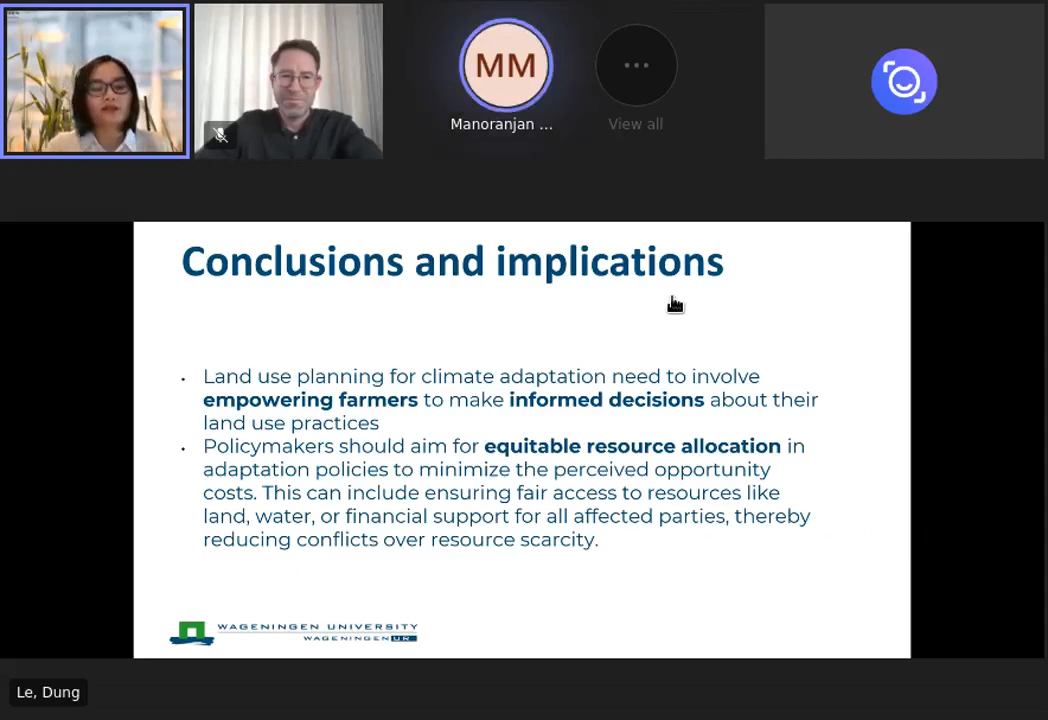 MM
Manoranjan ...
View all
Conclusions and implications
• Land use planning for climate adaptation need to involve
empowering farmers to make informed decisions about their
land use practices
• Policymakers should aim for equitable resource allocation in
adaptation policies to minimize the perceived opportunity
costs. This can include ensuring fair access to resources like
land, water, or financial support for all affected parties, thereby
reducing conflicts over resource scarcity.
WAGENINGEN UNIVERSITY
WAGENINGEN UR
Le, Dung